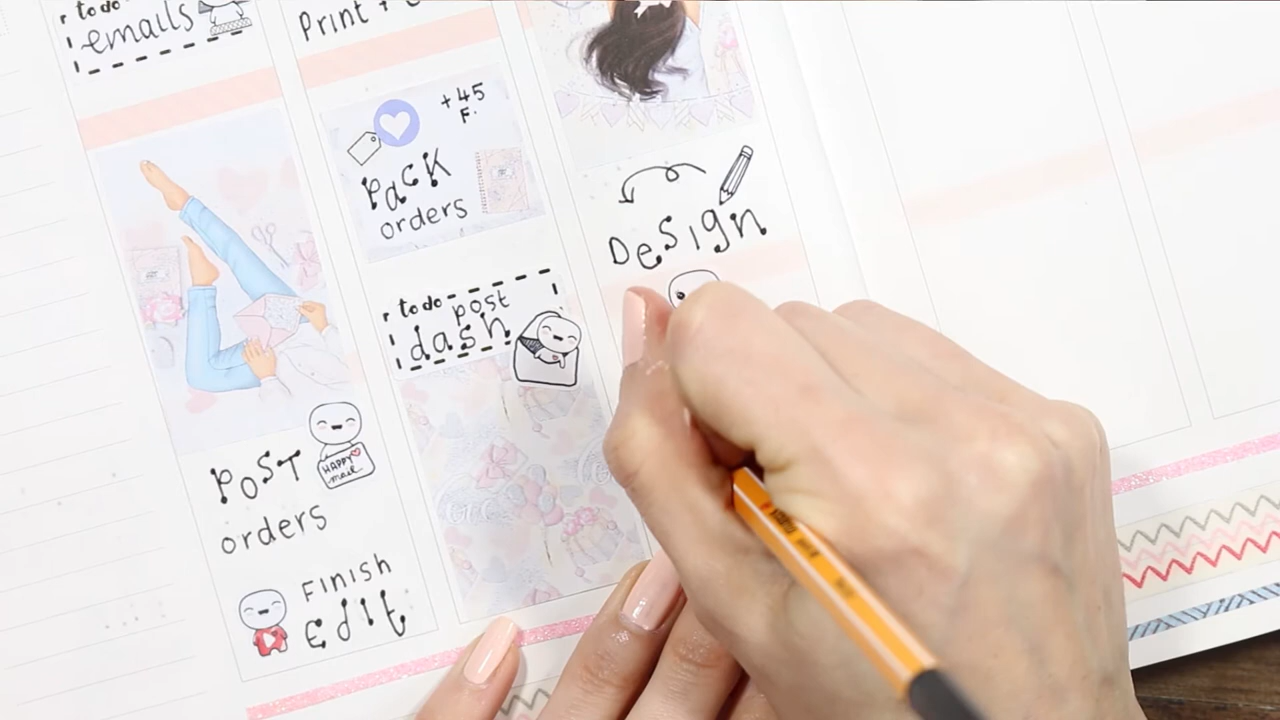 to do
emails
POST
HAPPY
mail
orders
FINISH
edit
Print +
+45
F.
PACK
orders
to do post
dash
Design